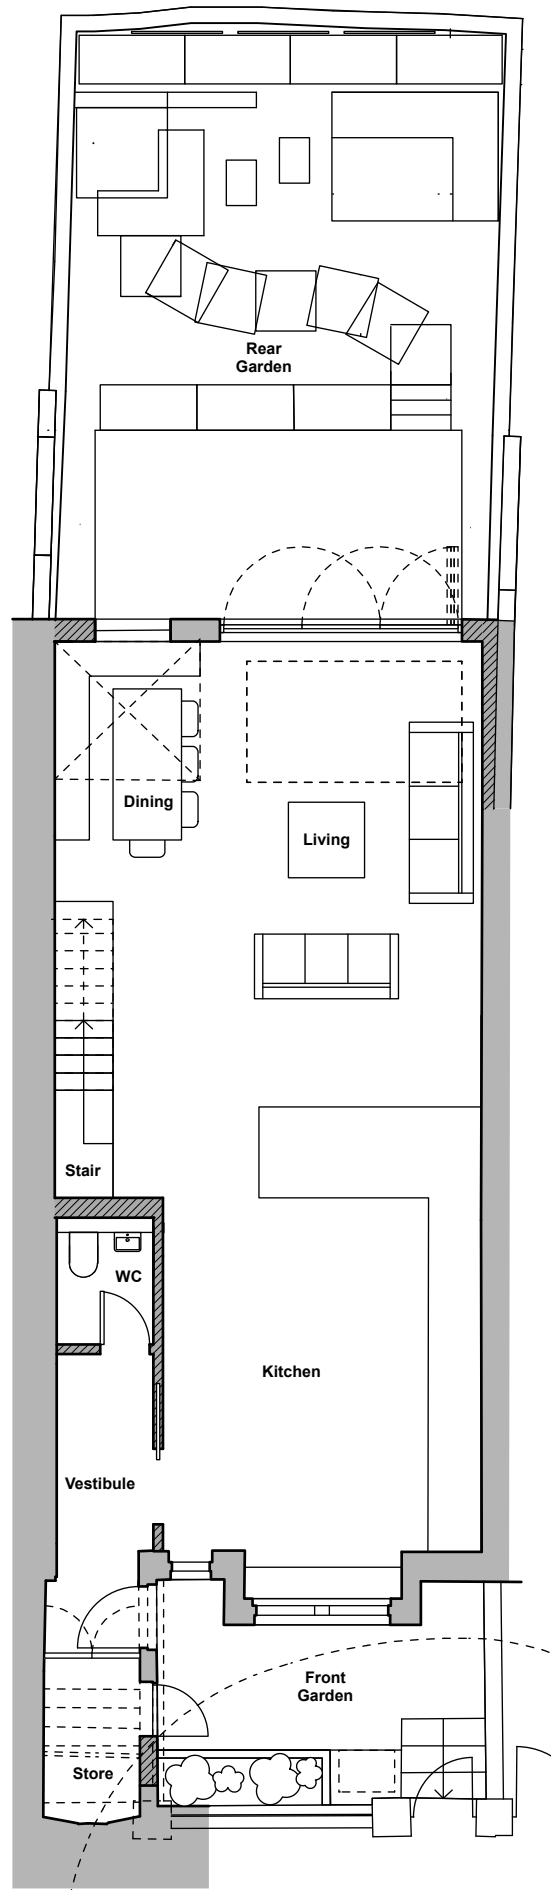 Rear
Garden
Dining
Living
Stair
WC
Kitchen
Vestibule
Front
Garden
Store